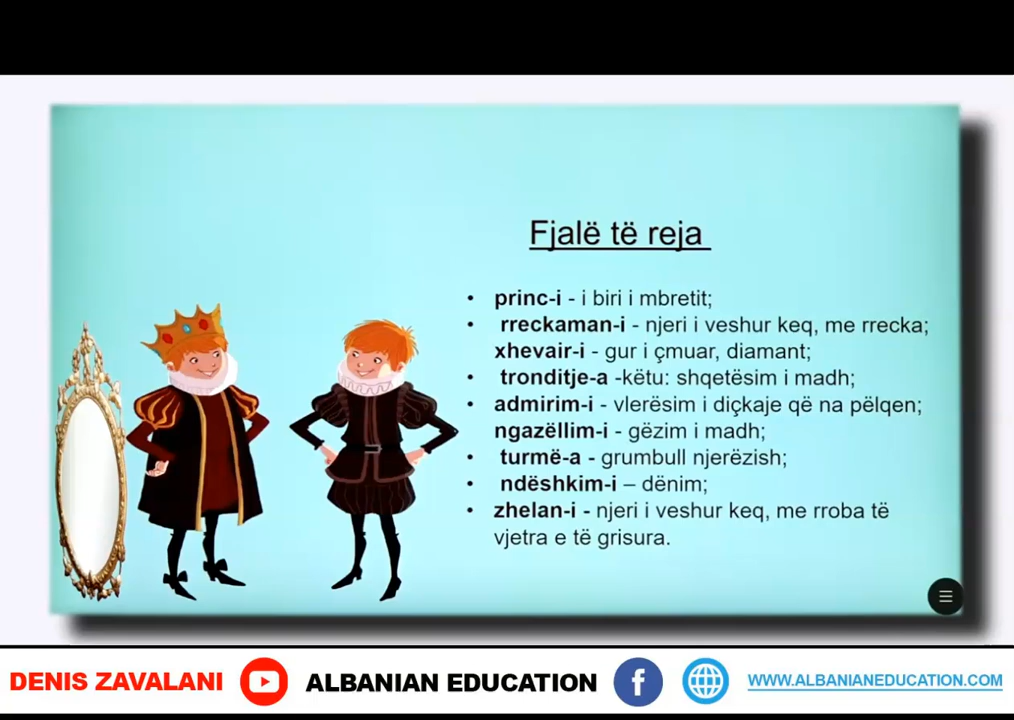 Fjalë të reja
• princ-i - i biri i mbretit;
• rreckaman-i - njeri i veshur keq, me rrecka;
xhevair-i - gur i çmuar, diamant;
• tronditje-a -këtu: shqetësim i madh;
• admirim-i - vlerësim i diçkaje që na pëlqen;
ngazëllim-i - gëzim i madh;
• turmë-a - grumbull njerëzish;
• ndëshkim-i – dënim;
• zhelan-i - njeri i veshur keq, me rroba të
vjetra e të grisura.
DENIS ZAVALANI ALBANIAN EDUCATION f WWW.ALBANIANEDUCATION.COM